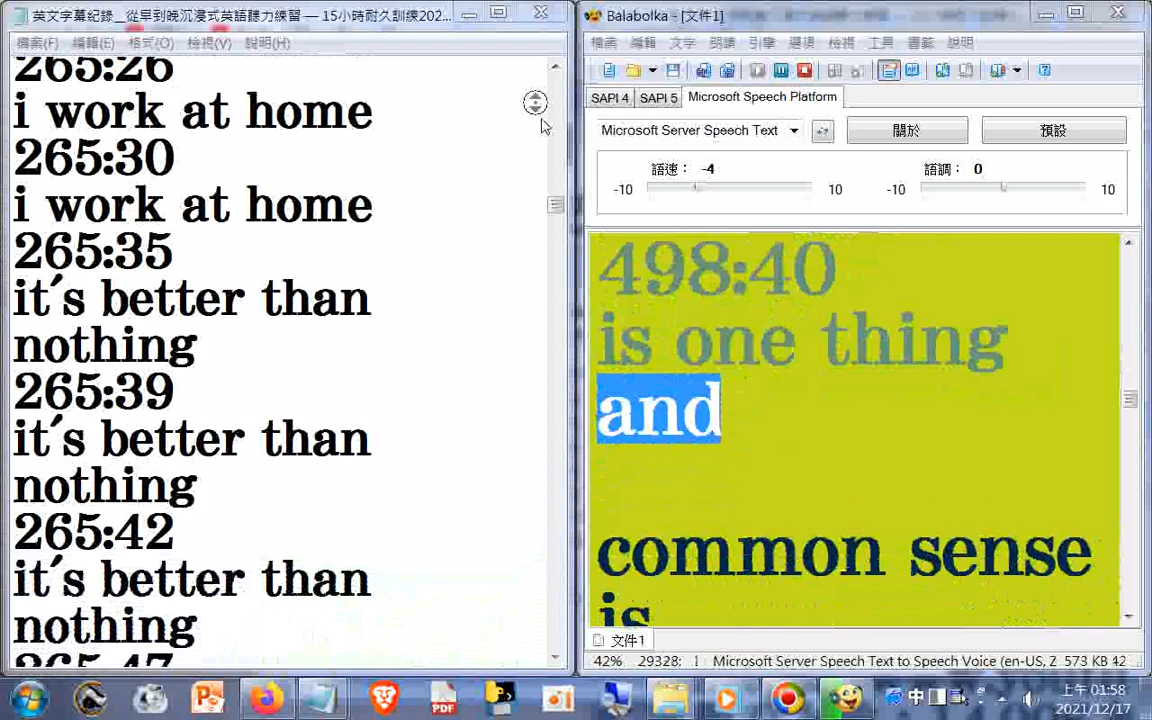 英文字幕紀錄__從早到晚沉浸式英語聽力練習 — 15小時耐久訓練202...
檔案(F) 編輯(E) 格式(O) 檢視(V) 說明(H)
265:26
i work at home
265:30
i work at home
265:35
it's better than
nothing
265:39
it's better than
nothing
265:42
it's better than
nothing
265:47
Balabolka - [文件1]
檔案 編輯 文字 朗讀 引擎 選項 檢視 工具 書籤 說明
SAPI 4 SAPI 5 Microsoft Speech Platform
Microsoft Server Speech Text 關於 預設
語速： -4 語調： 0
-10 10 -10 10
498:40
is one thing
and
common sense
is
文件1
42% 29328: 1 Microsoft Server Speech Text to Speech Voice (en-US, Z 573 KB 42
PDF
中
上午 01:58
2021/12/17